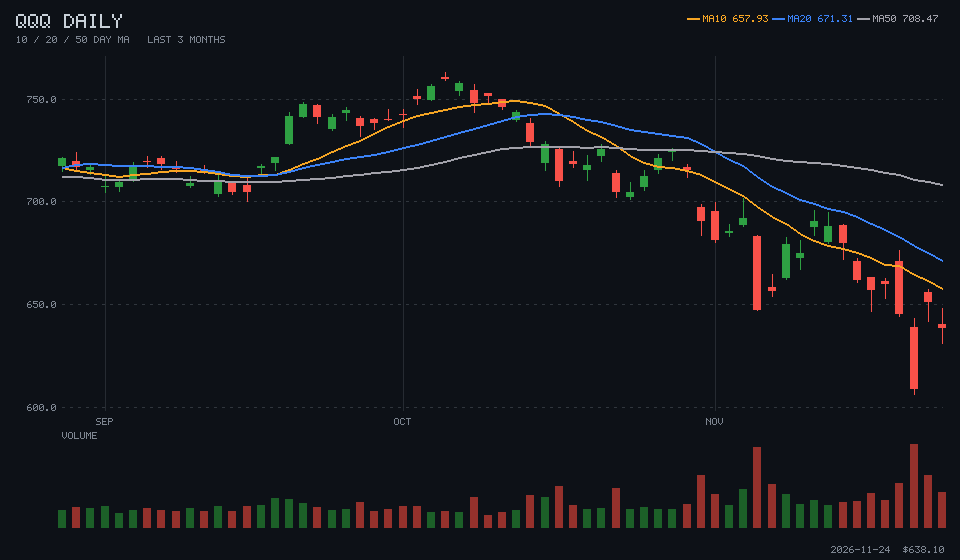 QQQ DAILY
MA10 657.93 MA20 671.31 MA50 708.47
10 / 20 / 50 DAY MA LAST 3 MONTHS
750.0
700.0
650.0
600.0
SEP OCT NOV
VOLUME
2026-11-24 $638.10